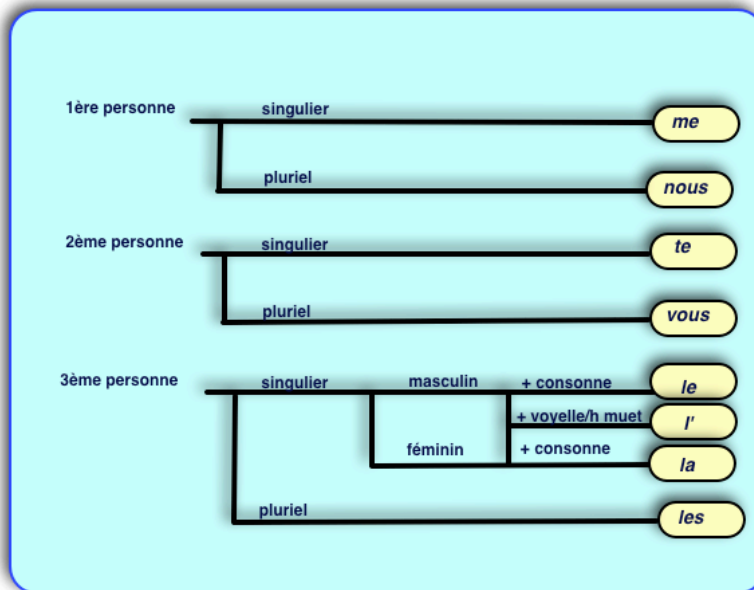 1ère personne singulier me
pluriel nous
2ème personne singulier te
pluriel vous
3ème personne singulier masculin + consonne le
+ voyelle/h muet l'
féminin + consonne la
pluriel les